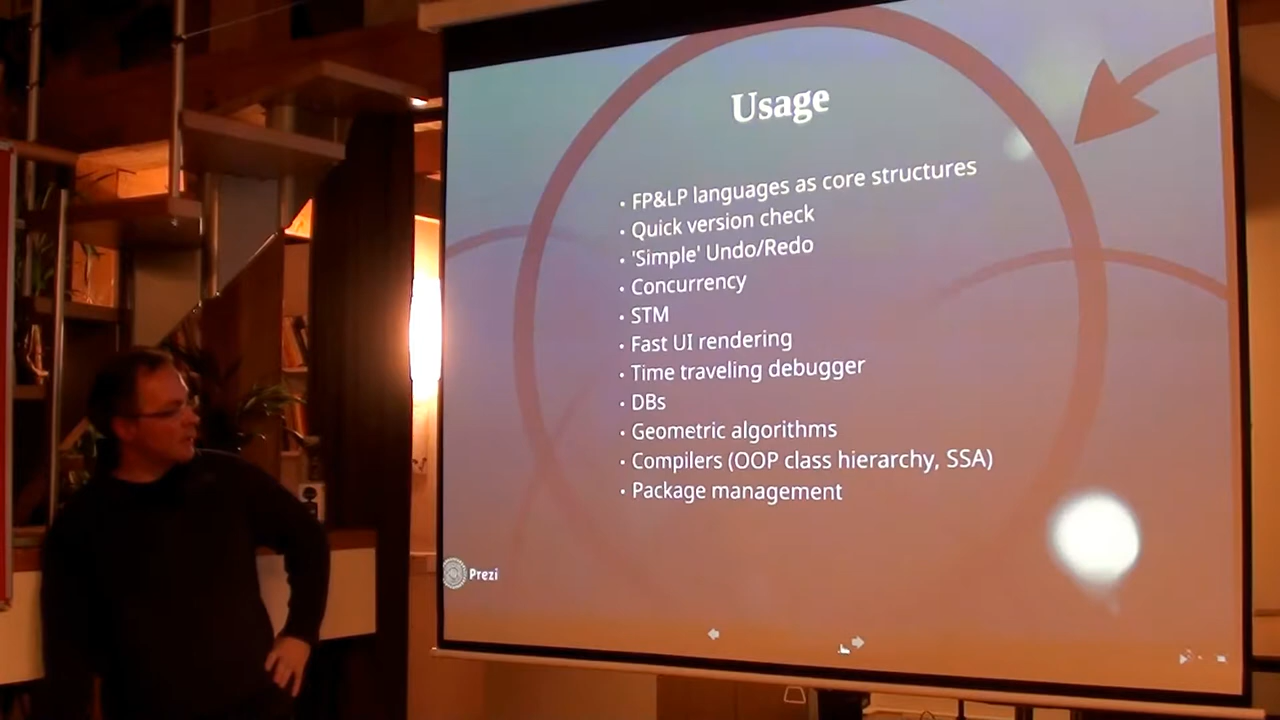 Usage
· FP&LP languages as core structures
· Quick version check
· 'Simple' Undo/Redo
· Concurrency
· STM
· Fast UI rendering
· Time traveling debugger
· DBs
· Geometric algorithms
· Compilers (OOP class hierarchy, SSA)
· Package management
Prezi